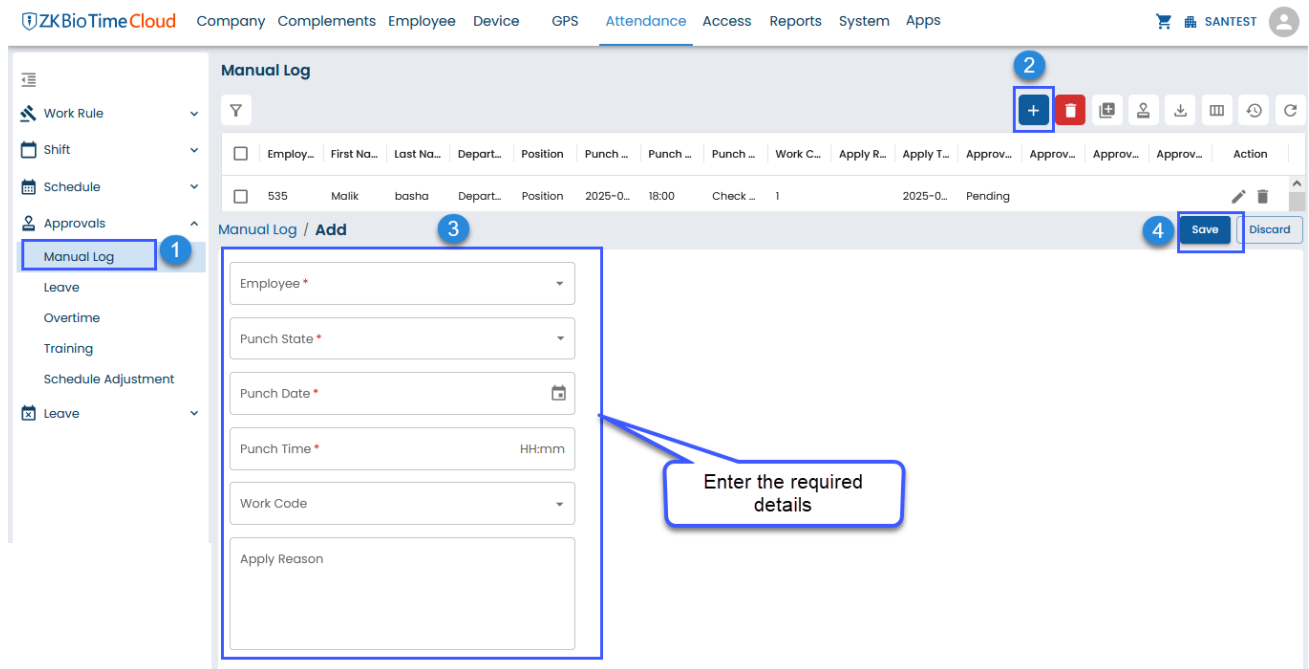 ZKBioTime Cloud Company Complements Employee Device GPS Attendance Access Reports System Apps SANTEST
Manual Log
2
Work Rule
Shift
Schedule
Approvals
Manual Log
1
Leave
Overtime
Training
Schedule Adjustment
Leave
Employ... First Na... Last Na... Depart... Position Punch ... Punch ... Punch ... Work C... Apply R... Apply T... Approv... Approv... Approv... Approv... Action
535 Malik basha Depart... Position 2025-0... 18:00 Check ... 1 2025-0... Pending
Manual Log / Add
3
4
Save
Discard
Employee *
Punch State *
Punch Date *
Punch Time * HH:mm
Work Code
Apply Reason
Enter the required
details